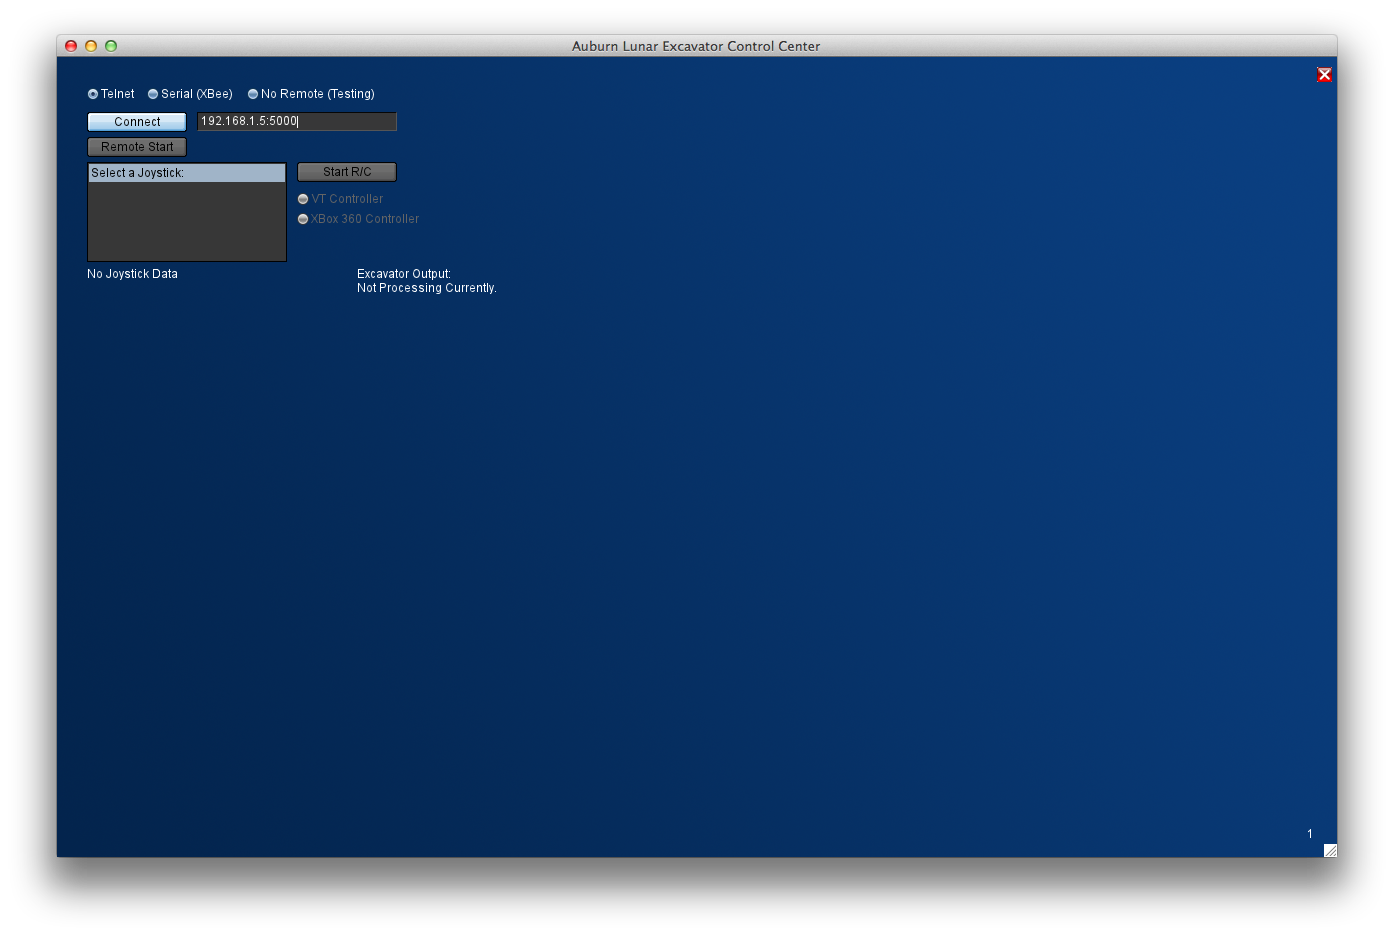 Auburn Lunar Excavator Control Center
Telnet Serial (XBee) No Remote (Testing)
Connect 192.168.1.5:5000
Remote Start
Select a Joystick: Start R/C
VT Controller
XBox 360 Controller
No Joystick Data Excavator Output:
Not Processing Currently.
1